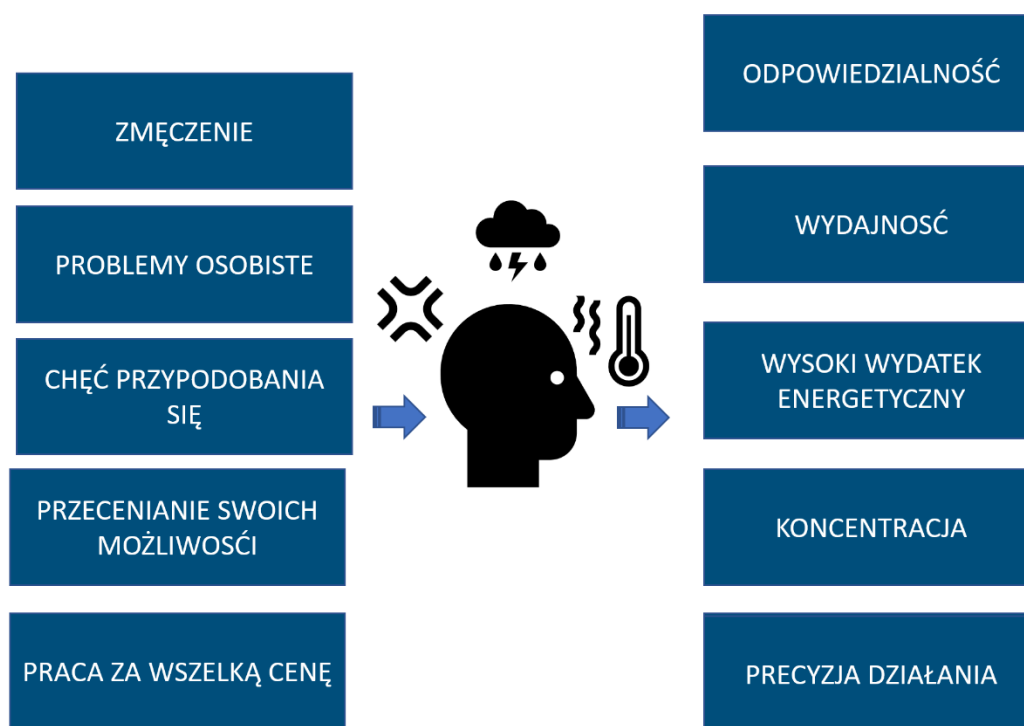 ZMĘCZENIE
PROBLEMY OSOBISTE
CHĘĆ PRZYPODOBANIA
SIĘ
PRZECENIANIE SWOICH
MOŻLIWOSĆI
PRACA ZA WSZELKĄ CENĘ
ODPOWIEDZIALNOŚĆ
WYDAJNOSĆ
WYSOKI WYDATEK
ENERGETYCZNY
KONCENTRACJA
PRECYZJA DZIAŁANIA